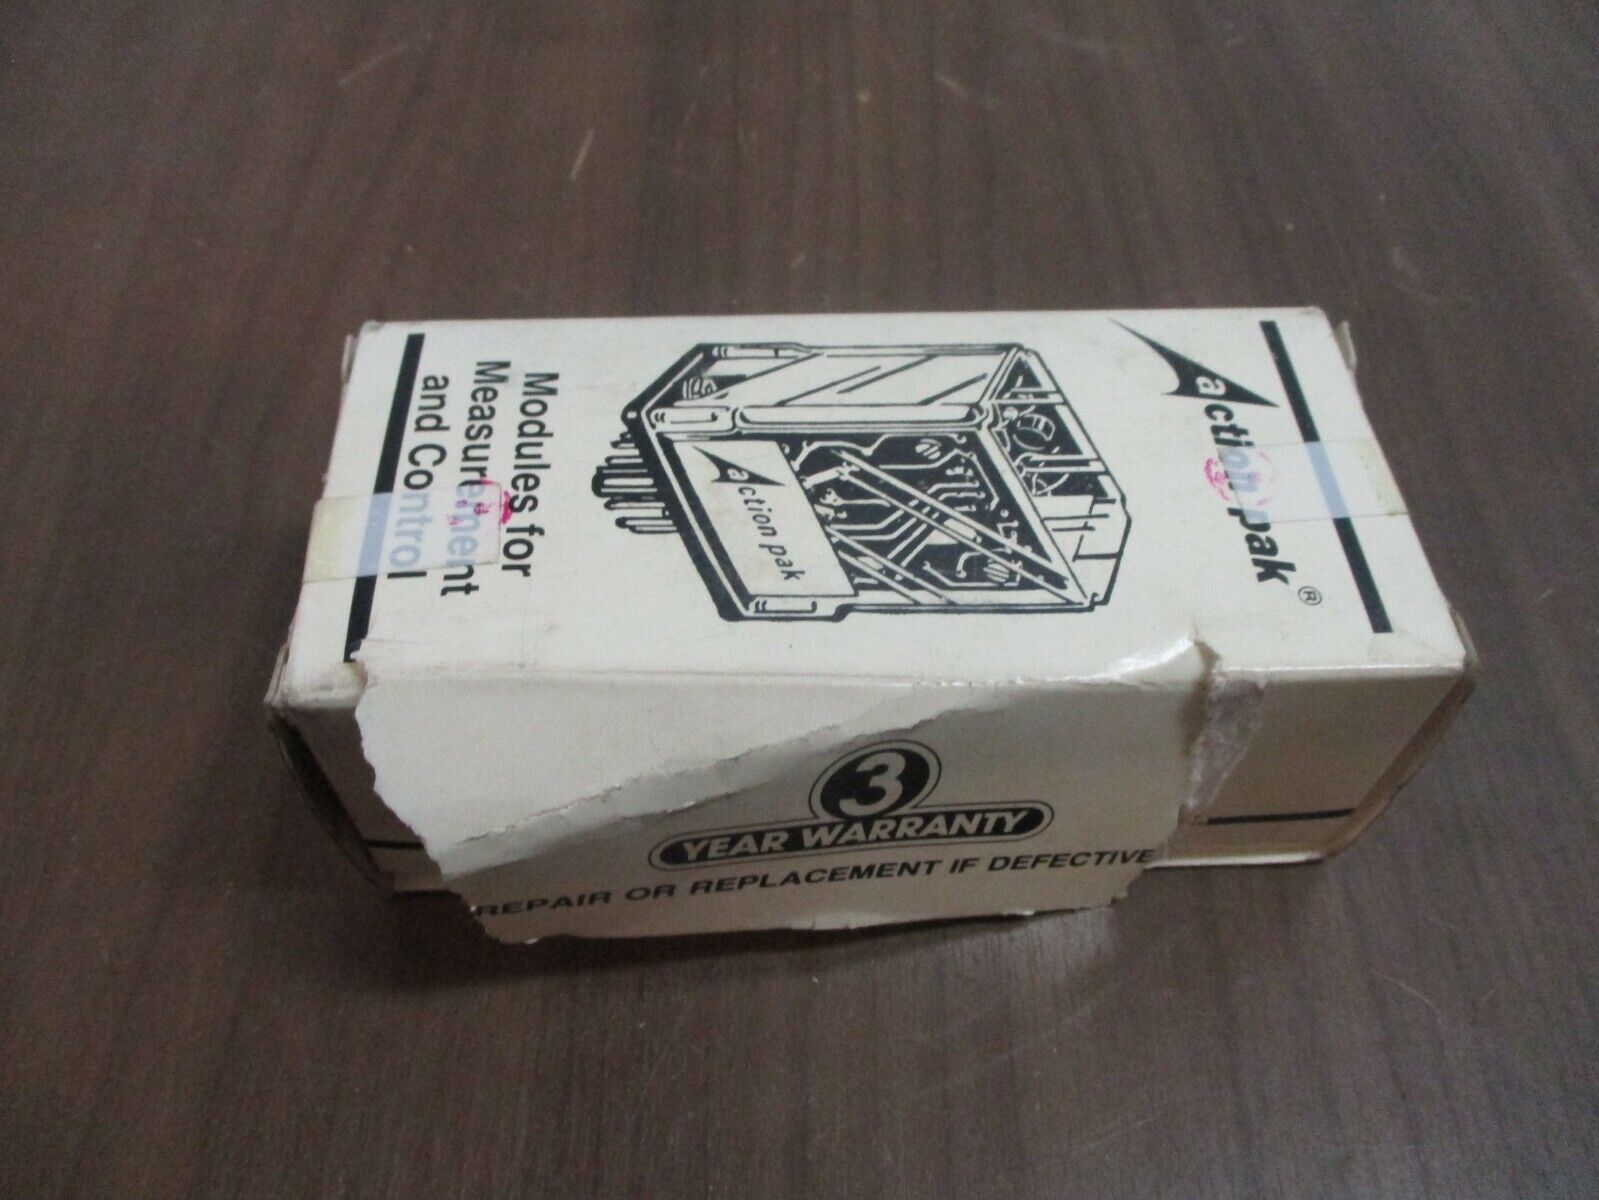 action pak®
action pak
Modules for
Measurement
and Control
3
YEAR WARRANTY
REPAIR OR REPLACEMENT IF DEFECTIVE